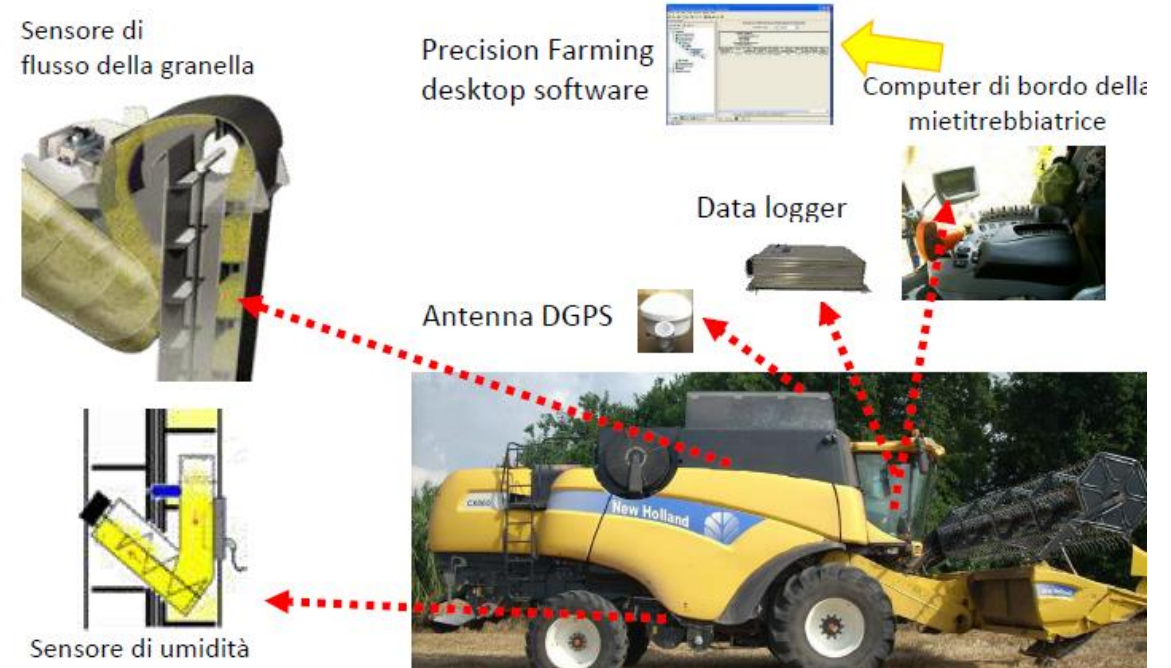 Sensore di
flusso della granella
Precision Farming
desktop software
Computer di bordo della
mietitrebbiatrice
Data logger
Antenna DGPS
New Holland
Sensore di umidità